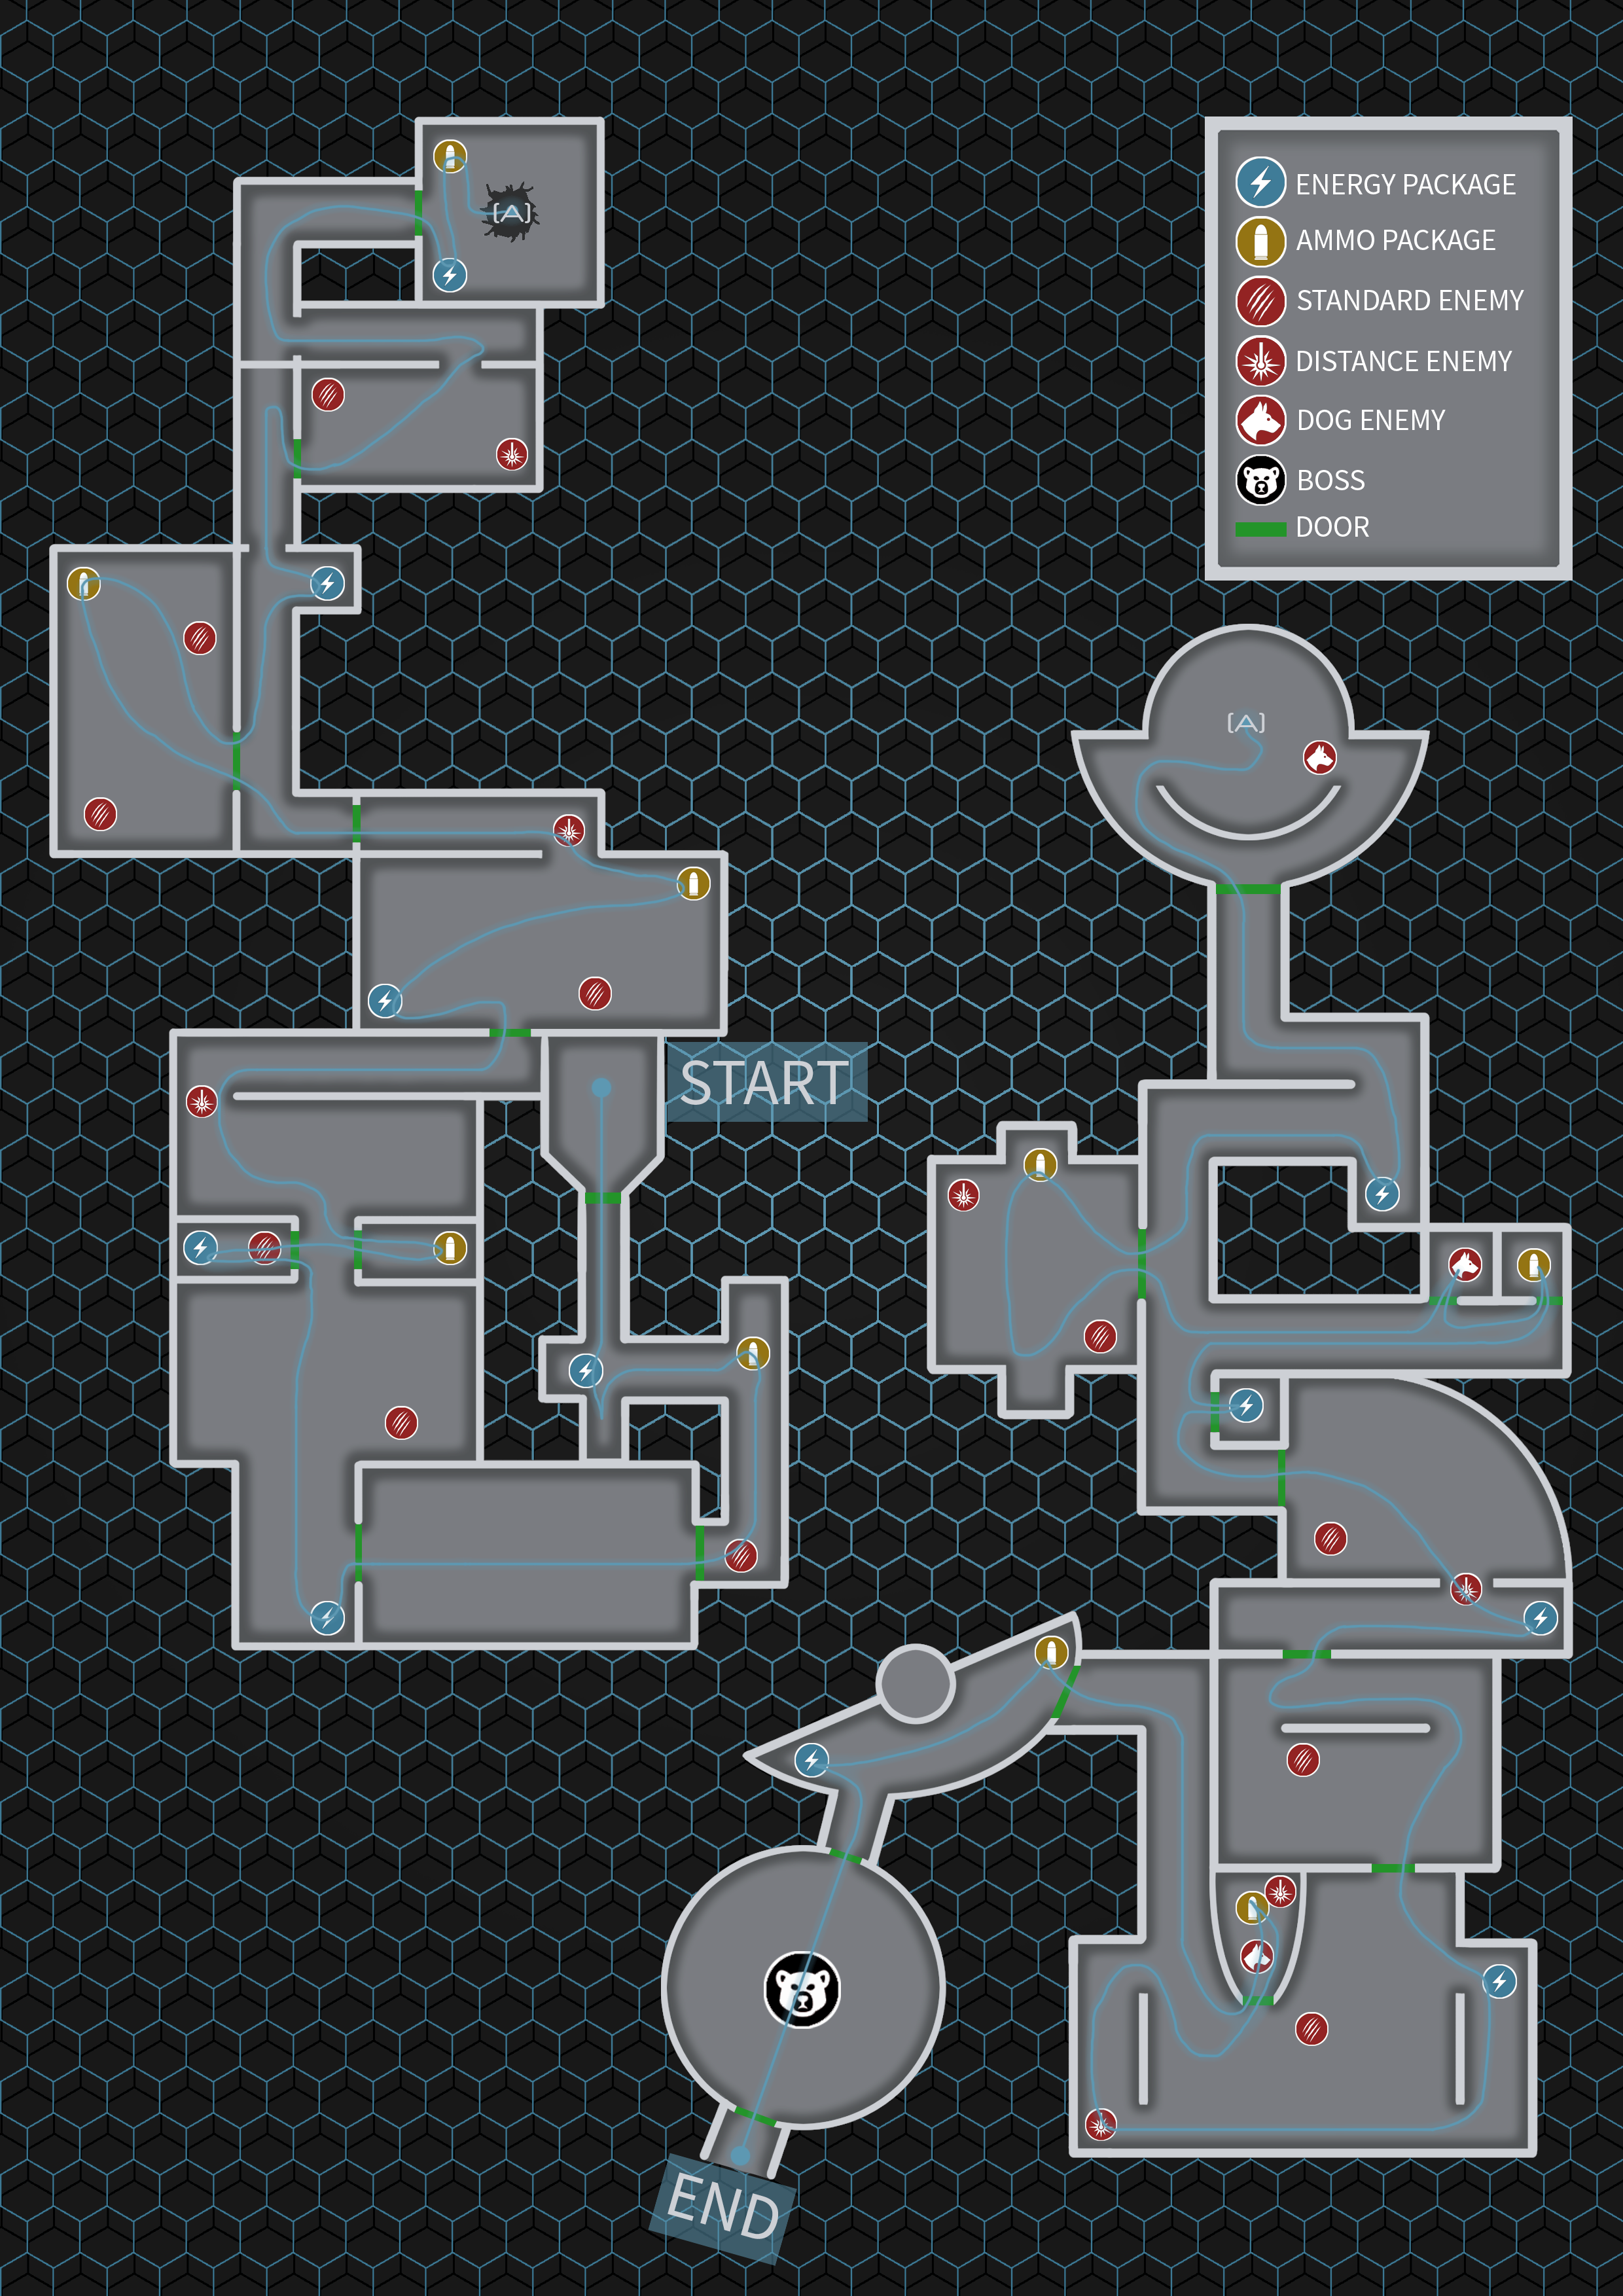 ENERGY PACKAGE
AMMO PACKAGE
STANDARD ENEMY
DISTANCE ENEMY
DOG ENEMY
BOSS
DOOR
(A)
(A)
START
END